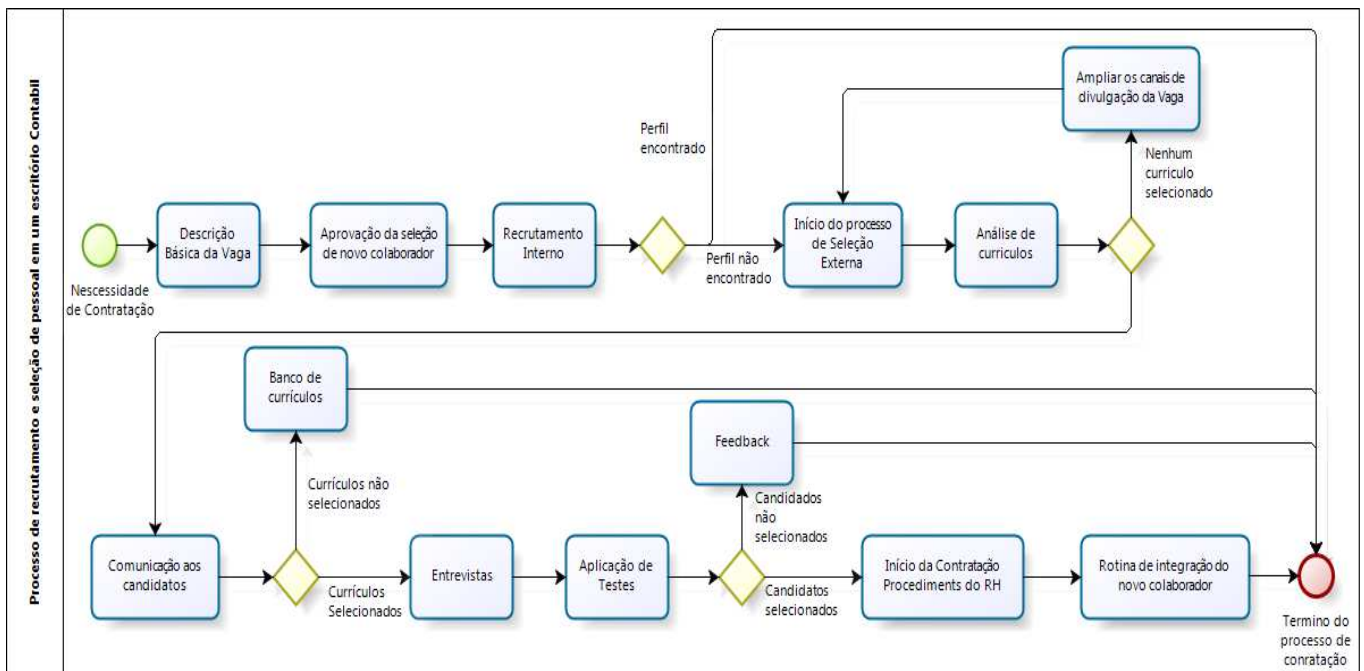 Processo de recrutamento e seleção de pessoal em um escritório Contabil
Nescessidade
de Contratação
Descrição
Básica da Vaga
Aprovação da seleção
de novo colaborador
Recrutamento
Interno
Perfil
encontrado
Perfil não
encontrado
Início do processo
de Seleção
Externa
Análise de
curriculos
Ampliar os canais de
divulgação da Vaga
Nenhum
curriculo
selecionado
Comunicação aos
candidatos
Banco de
currículos
Currículos não
selecionados
Currículos
Selecionados
Entrevistas
Aplicação de
Testes
Feedback
Candidados
não
selecionados
Candidatos
selecionados
Início da Contratação
Procediments do RH
Rotina de integração do
novo colaborador
Termino do
processo de
conratação